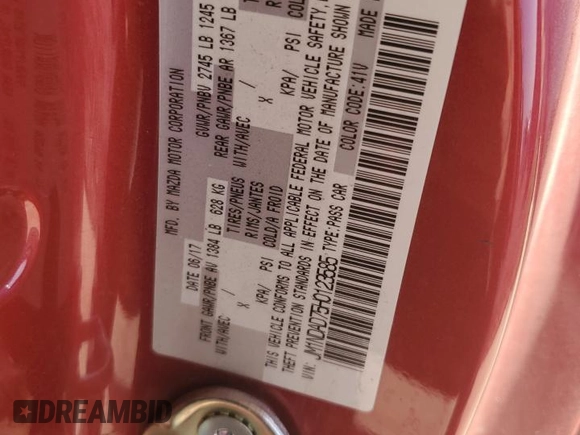 MFD. BY MAZDA MOTOR CORPORATION
DATE 06/17 GVWR/PNBV 2745 LB 1245
FRONT GAWR/PNBE AV 1384 LB 628 KG REAR GAWR/PNBE AR 1367 LB
WITH/AVEC TIRES/PNEUS WITH/AVEC
/ X RIMS/JANTES / X
KPA/ PSI COLD/A FROID KPA/ PSI COLD
THIS VEHICLE CONFORMS TO ALL APPLICABLE FEDERAL MOTOR VEHICLE SAFETY,
THEFT PREVENTION STANDARDS IN EFFECT ON THE DATE OF MANUFACTURE SHOWN
VIN: JM1NDAD75H0123585 TYPE: PASS CAR COLOR CODE: 41V MADE
DREAMBID